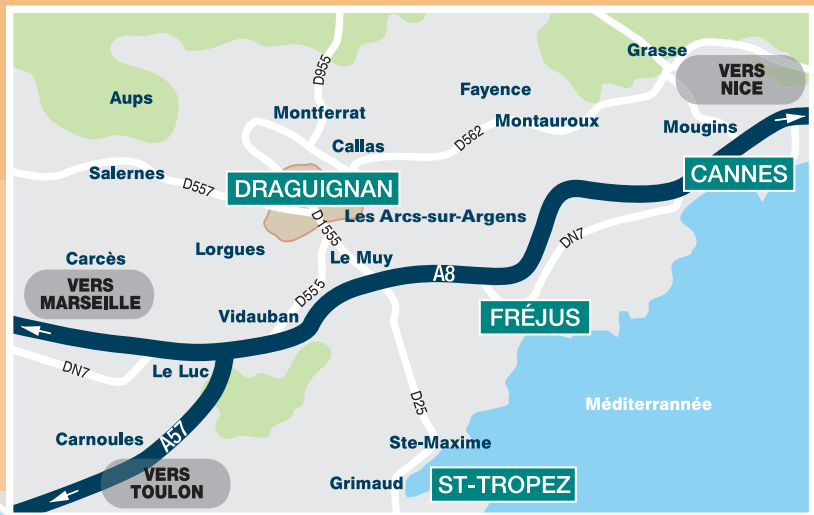 Grasse
VERS
NICE
D955
Aups
Fayence
Montferrat
Montauroux
Mougins
Callas
D562
Salernes
D557
DRAGUIGNAN
CANNES
Les Arcs-sur-Argens
D1555
DN7
Lorgues
Le Muy
Carcès
A8
VERS
MARSEILLE
D555
Vidauban
FRÉJUS
DN7
Le Luc
D25
Méditerrannée
Carnoules
A57
Ste-Maxime
VERS
TOULON
Grimaud
ST-TROPEZ